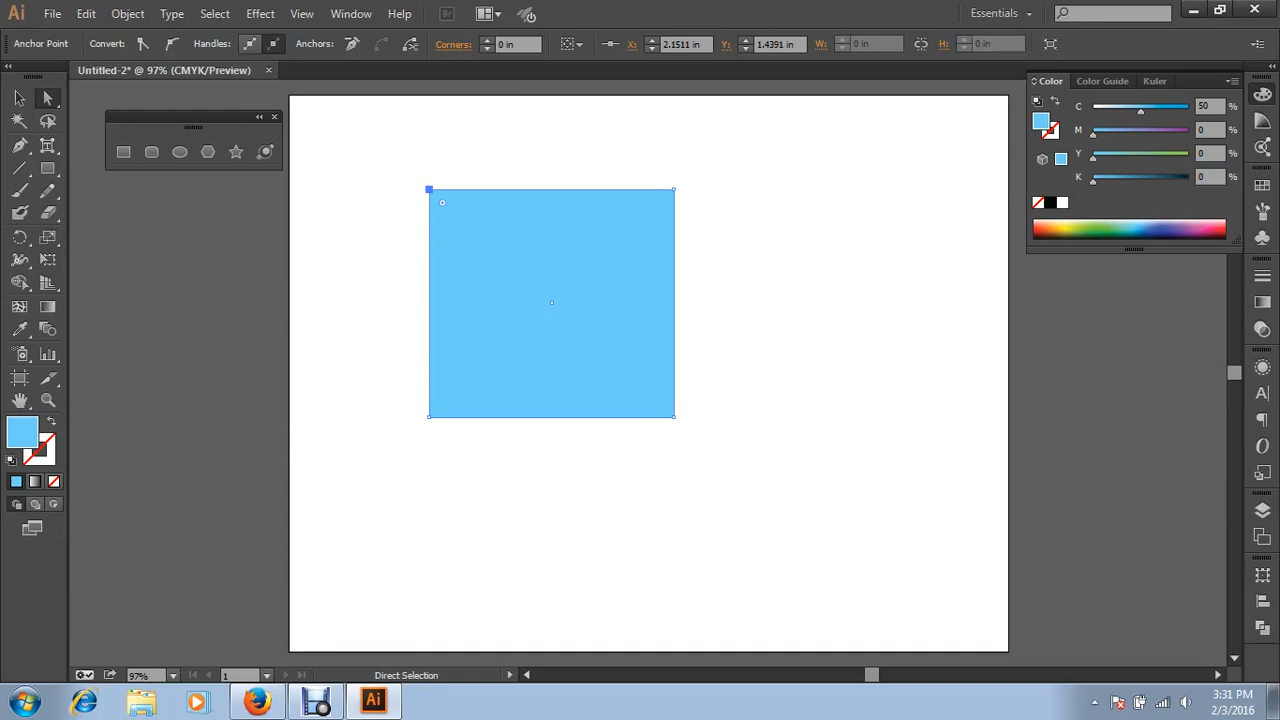 Ai File Edit Object Type Select Effect View Window Help Br Essentials
Anchor Point Convert: Handles: Anchors: Corners: 0 in X: 2.1511 in Y: 1.4391 in W: 0 in H: 0 in
Untitled-2* @ 97% (CMYK/Preview)
Color Color Guide Kuler
C 50 %
M 0 %
Y 0 %
K 0 %
97% 1 Direct Selection
Ai
3:31 PM
2/3/2016